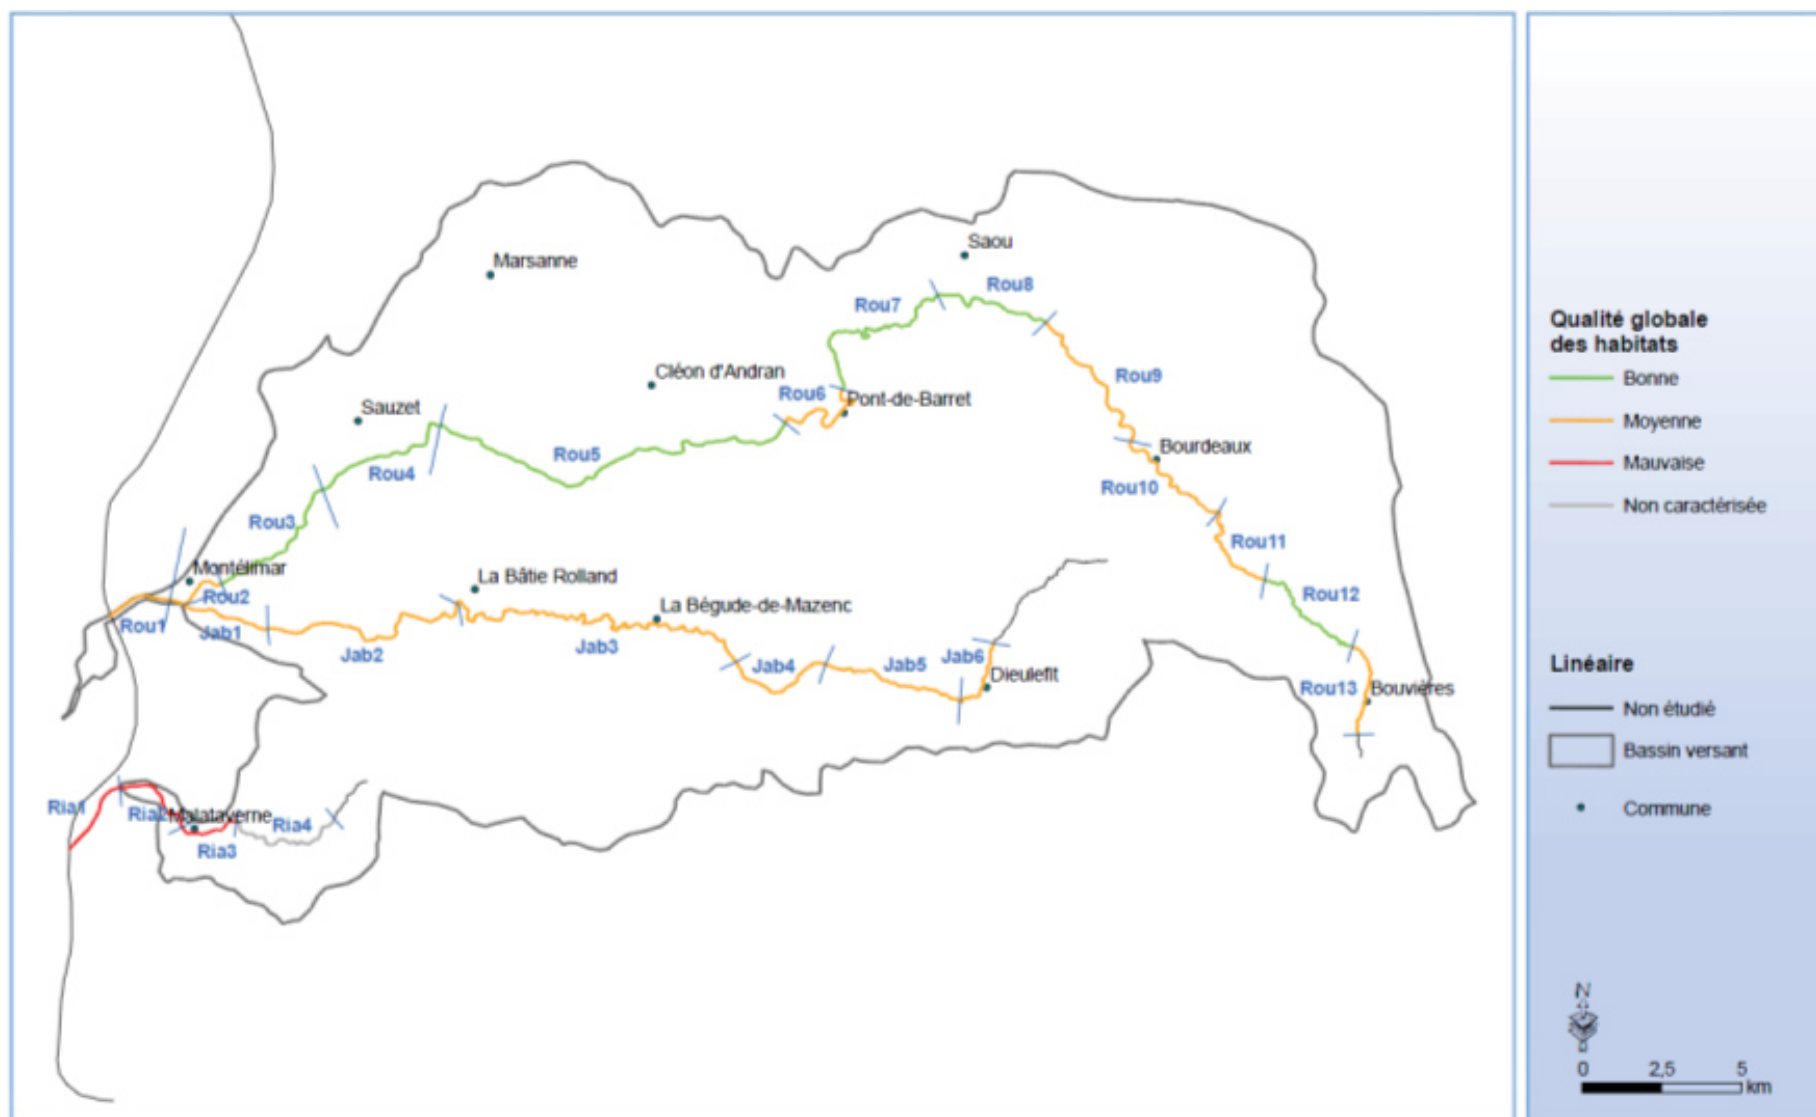 Saou
Marsanne
Rou8
Rou7
Cléon d'Andran
Rou9
Rou6
Pont-de-Barret
Sauzet
Bourdeaux
Rou5
Rou4
Rou10
Rou3
Rou11
Montélimar
La Bâtie Rolland
Rou12
Rou2
La Bégude-de-Mazenc
Rou1
Jab1
Jab2
Jab3
Jab4
Jab5
Jab6
Dieulefit
Rou13
Bouvières
Ria1
Ria2
Malataverne
Ria4
Ria3
Qualité globale
des habitats
Bonne
Moyenne
Mauvaise
Non caractérisée
Linéaire
Non étudié
Bassin versant
Commune
N
0 2,5 5
km